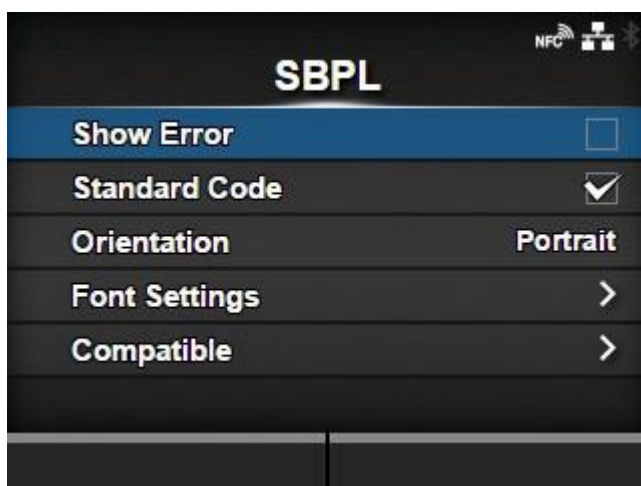 NFC
SBPL
Show Error
Standard Code
Orientation Portrait
Font Settings
Compatible